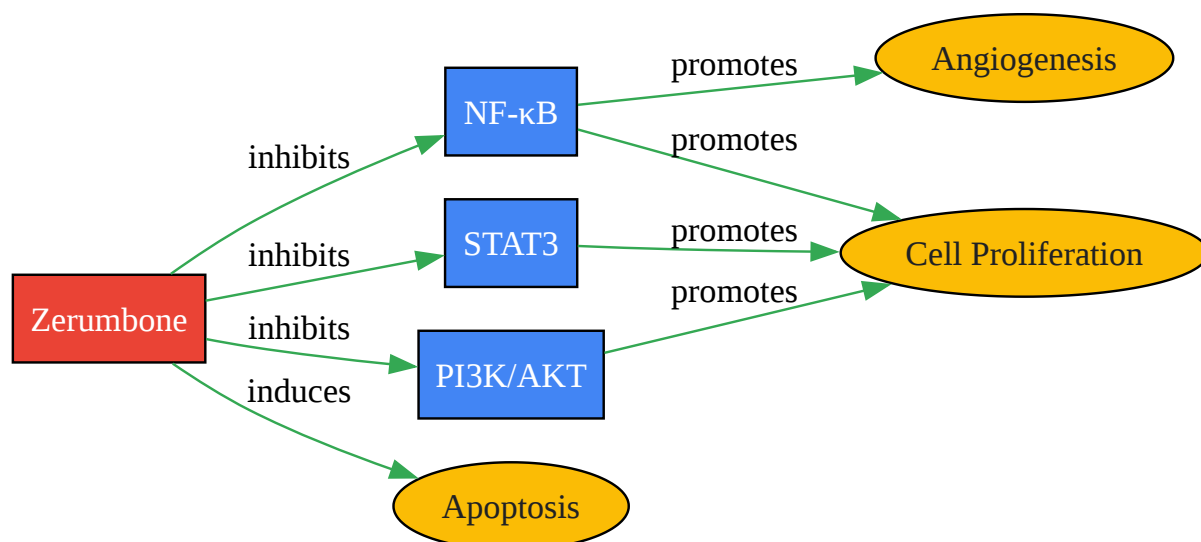 promotes
Angiogenesis
NF-κB
promotes
inhibits
STAT3
promotes
Cell Proliferation
inhibits
promotes
Zerumbone
inhibits
PI3K/AKT
induces
Apoptosis